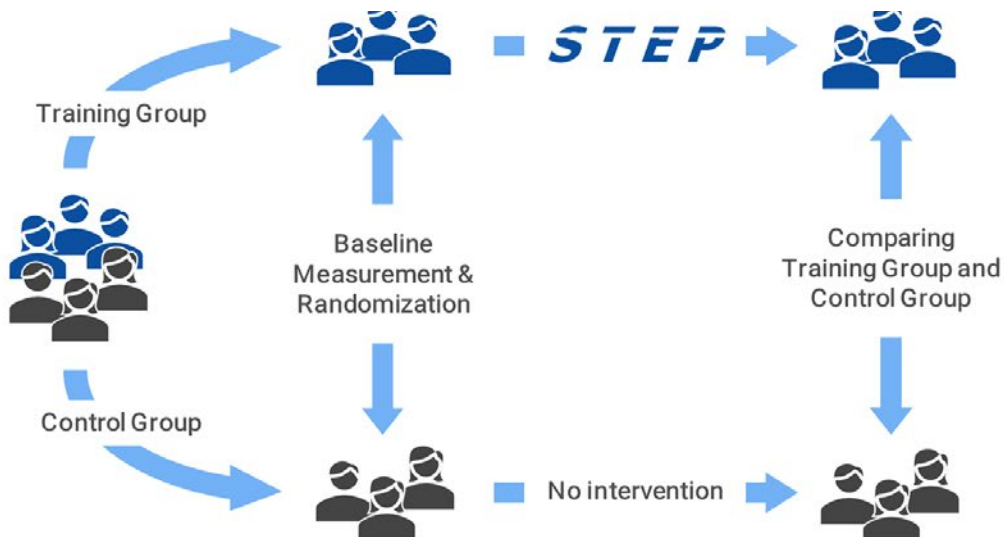 STEP
Training Group
Baseline
Measurement &
Randomization
Comparing
Training Group and
Control Group
Control Group
No intervention